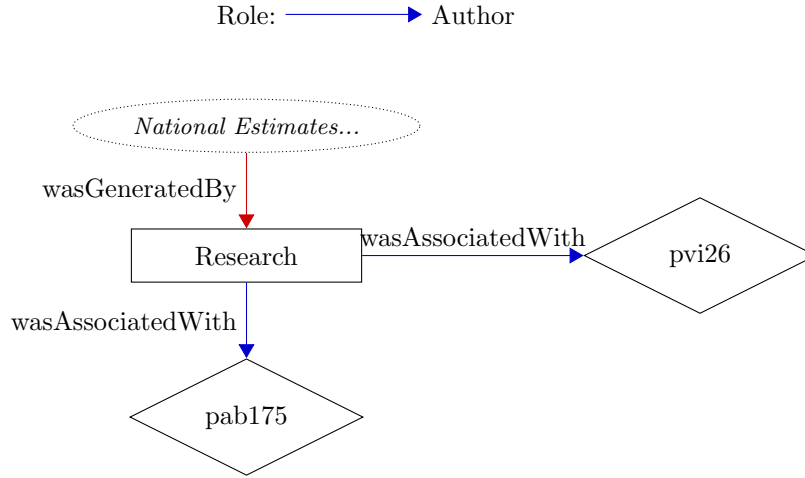 Role: Author
National Estimates...
wasGeneratedBy
Research
wasAssociatedWith
pvi26
wasAssociatedWith
pab175